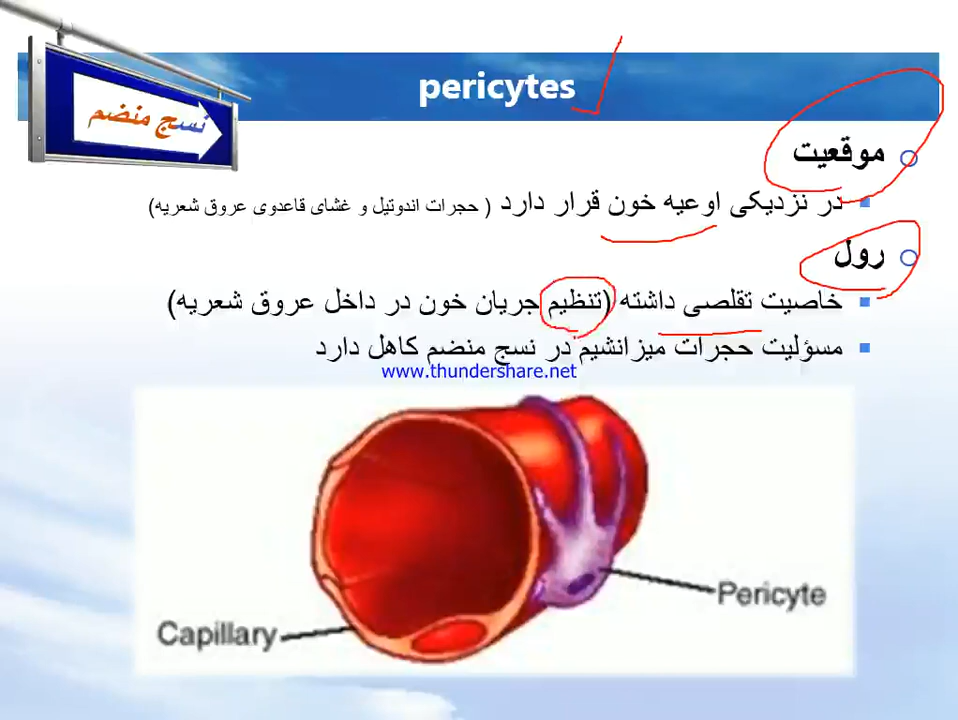 pericytes
نسج منضم
موقعیت
در نزدیکی اوعیه خون قرار دارد ( حجرات اندوتیل و غشای قاعدوی عروق شعریه)
رول
خاصیت تقلصی داشته (تنظیم جریان خون در داخل عروق شعریه)
مسؤلیت حجرات میزانشیم در نسج منضم کاهل دارد
www.thundershare.net
Pericyte
Capillary